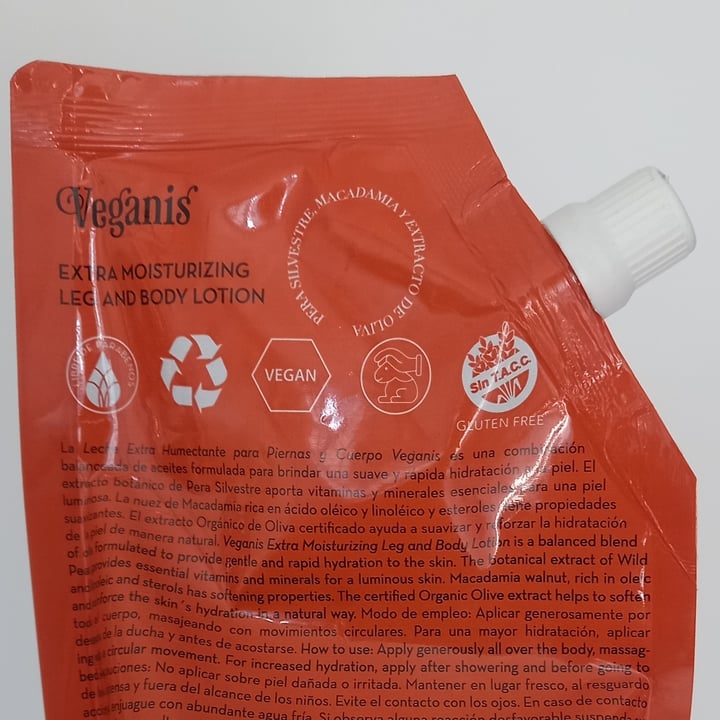 Veganis
PERA SILVESTRE, MACADAMIA Y EXTRACTO DE OLIVA
EXTRA MOISTURIZING
LEG AND BODY LOTION
LIBRE DE PARABENOS
VEGAN
Sin T.A.C.C.
GLUTEN FREE
La Leche Extra Humectante para Piernas y Cuerpo Veganis es una combinación
balanceada de aceites formulada para brindar una suave y rápida hidratación a la piel. El
extracto botánico de Pera Silvestre aporta vitaminas y minerales esenciales para una piel
luminosa. La nuez de Macadamia rica en ácido oléico y linoléico y esteroles tiene propiedades
suavizantes. El extracto Orgánico de Oliva certificado ayuda a suavizar y reforzar la hidratación
de la piel de manera natural. Veganis Extra Moisturizing Leg and Body Lotion is a balanced blend
of oils formulated to provide gentle and rapid hydration to the skin. The botanical extract of Wild
Pear provides essential vitamins and minerals for a luminous skin. Macadamia walnut, rich in oleic
and linoleic and sterols has softening properties. The certified Organic Olive extract helps to soften
and enforce the skin´s hydration in a natural way. Modo de empleo: Aplicar generosamente por
todo el cuerpo, masajeando con movimientos circulares. Para una mayor hidratación, aplicar
después de la ducha y antes de acostarse. How to use: Apply generously all over the body, massag-
ing in a circular movement. For increased hydration, apply after showering and before going to
bed. No aplicar sobre piel dañada o irritada. Mantener en lugar fresco, al resguardo
de la intensa y fuera del alcance de los niños. Evite el contacto con los ojos. En caso de contacto
enjuague con abundante agua fría. Si observa alguna reacción desfavorable